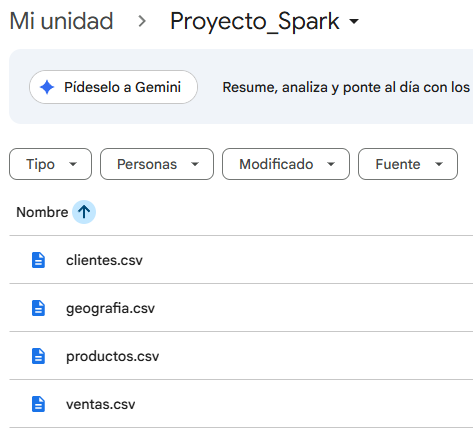 Mi unidad > Proyecto_Spark
Pídeselo a Gemini Resume, analiza y ponte al día con los
Tipo Personas Modificado Fuente
Nombre
clientes.csv
geografia.csv
productos.csv
ventas.csv